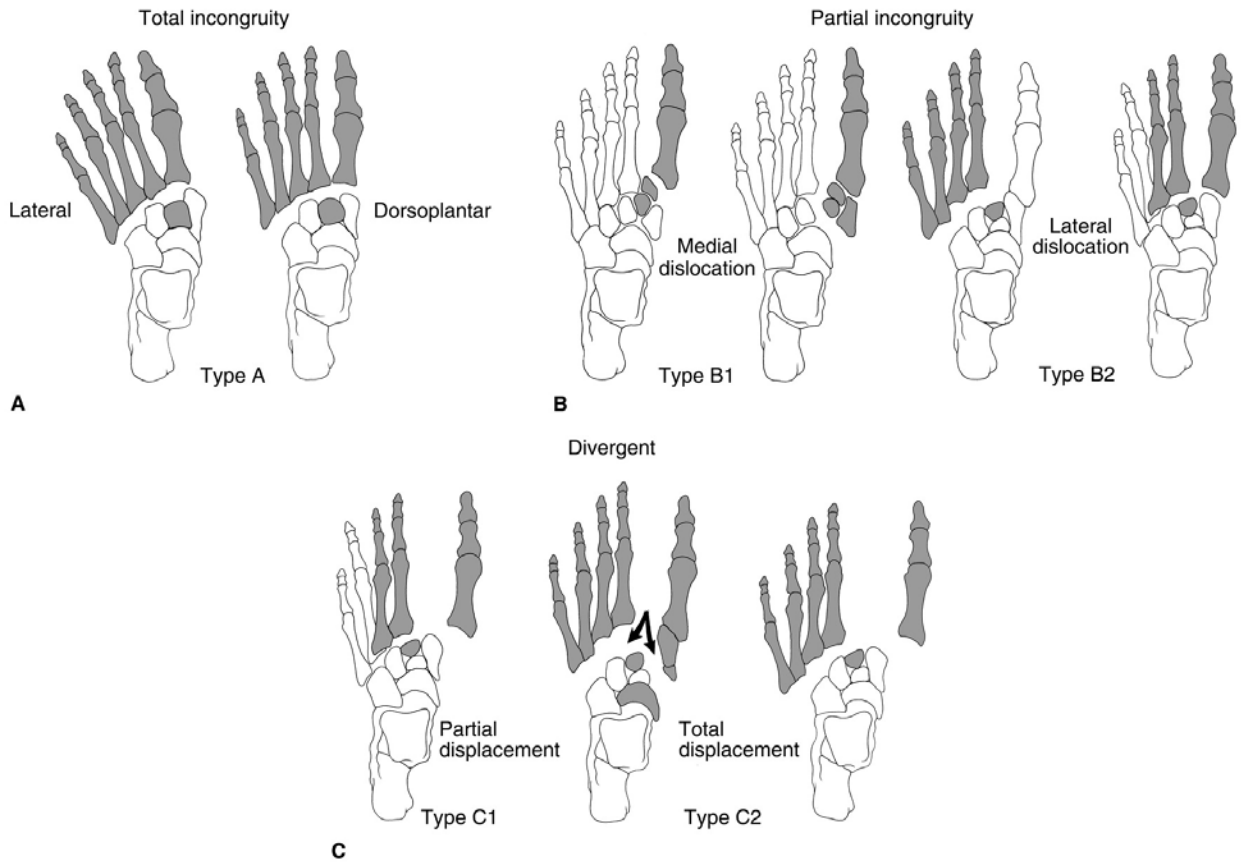 Total incongruity
Lateral
Dorsoplantar
Type A
A
Partial incongruity
Medial
dislocation
Lateral
dislocation
Type B1
Type B2
B
Divergent
Partial
displacement
Total
displacement
Type C1
Type C2
C